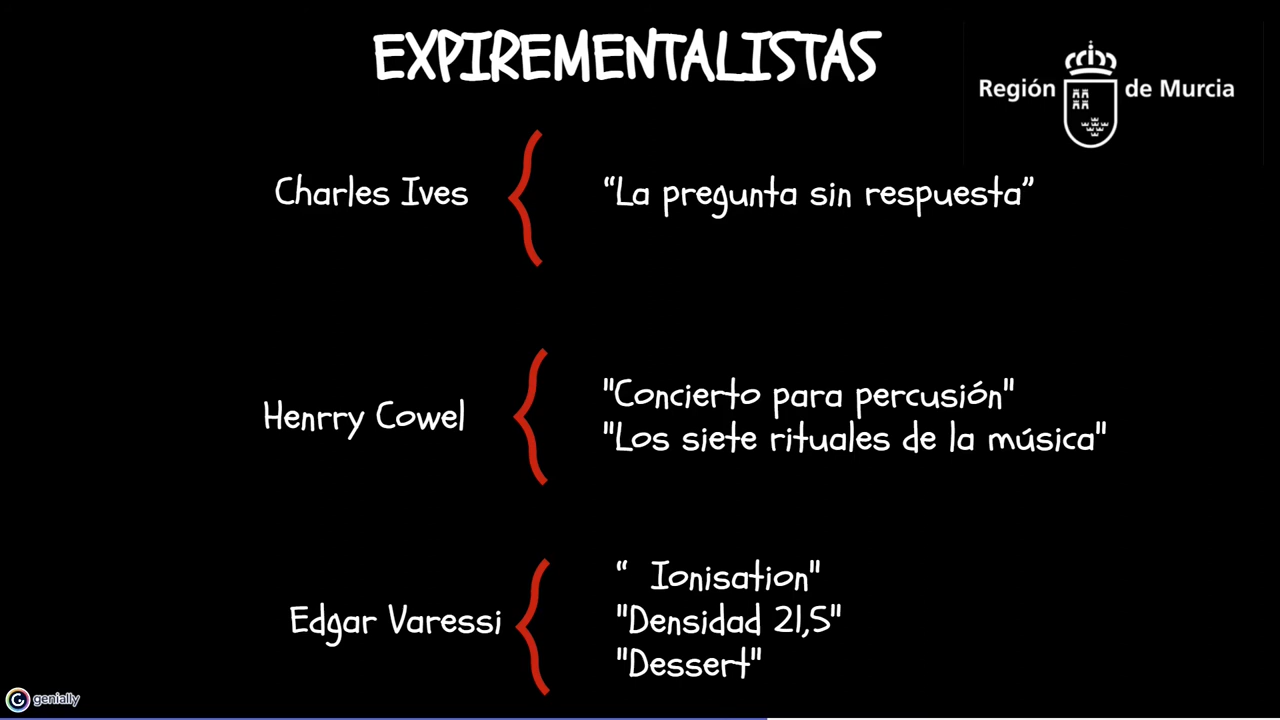 EXPIREMENTALISTAS
Región de Murcia
Charles Ives
“La pregunta sin respuesta”
Henrry Cowel
"Concierto para percusión"
"Los siete rituales de la música"
Edgar Varessi
“ Ionisation"
"Densidad 21,5"
"Dessert"
genially